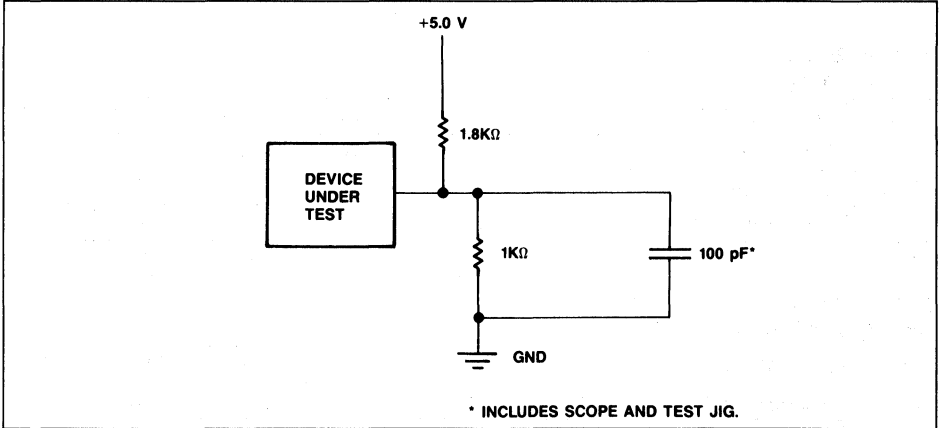 +5.0 V
1.8KΩ
DEVICE
UNDER
TEST
1KΩ
100 pF*
GND
* INCLUDES SCOPE AND TEST JIG.